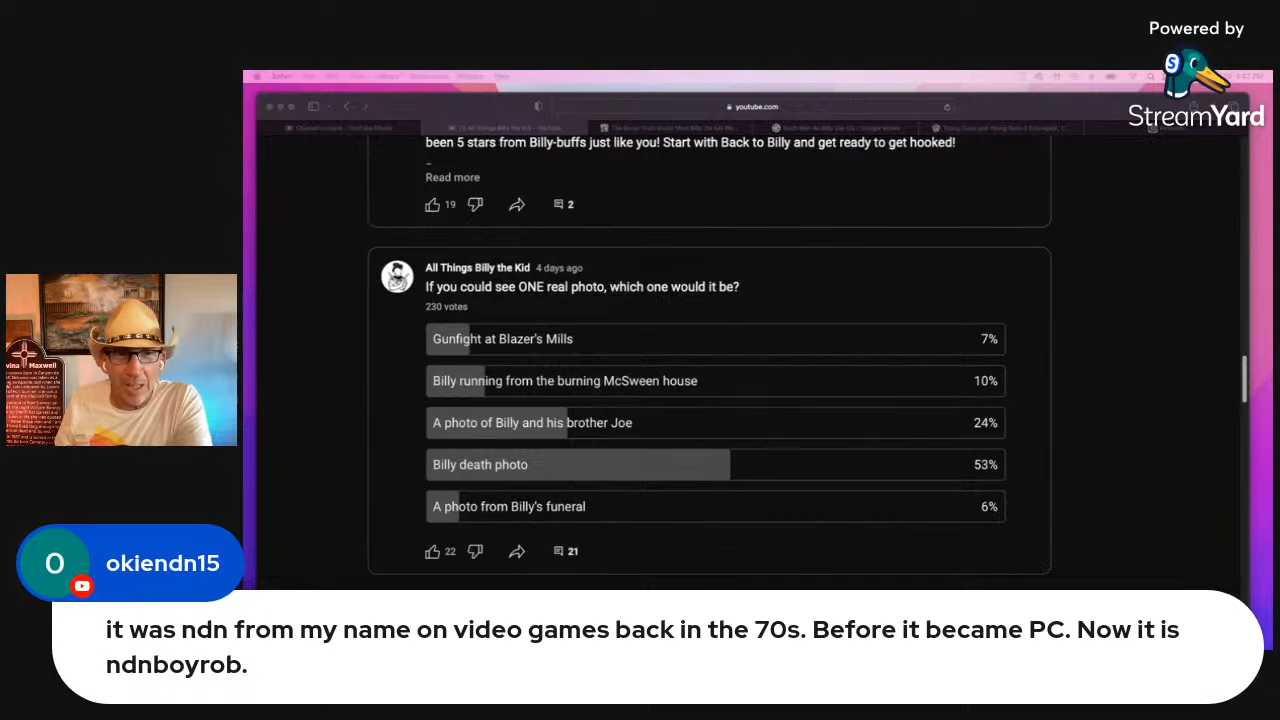 Powered by
StreamYard
youtube.com
been 5 stars from Billy-buffs just like you! Start with Back to Billy and get ready to get hooked!
–
Read more
19
2
All Things Billy the Kid 4 days ago
If you could see ONE real photo, which one would it be?
230 votes
Gunfight at Blazer's Mills 7%
Billy running from the burning McSween house 10%
A photo of Billy and his brother Joe 24%
Billy death photo 53%
A photo from Billy's funeral 6%
22
21
Maxwell
O okiendn15
it was ndn from my name on video games back in the 70s. Before it became PC. Now it is
ndnboyrob.